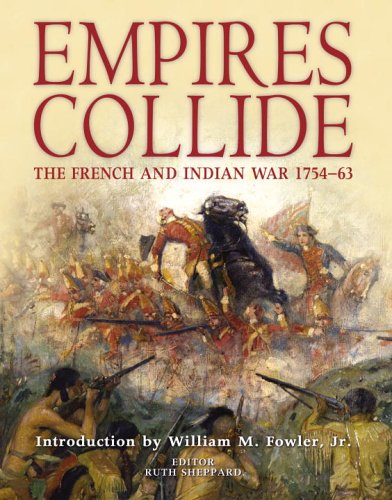 EMPIRES
COLLIDE
THE FRENCH AND INDIAN WAR 1754–63
Introduction by William M. Fowler, Jr.
EDITOR
RUTH SHEPPARD